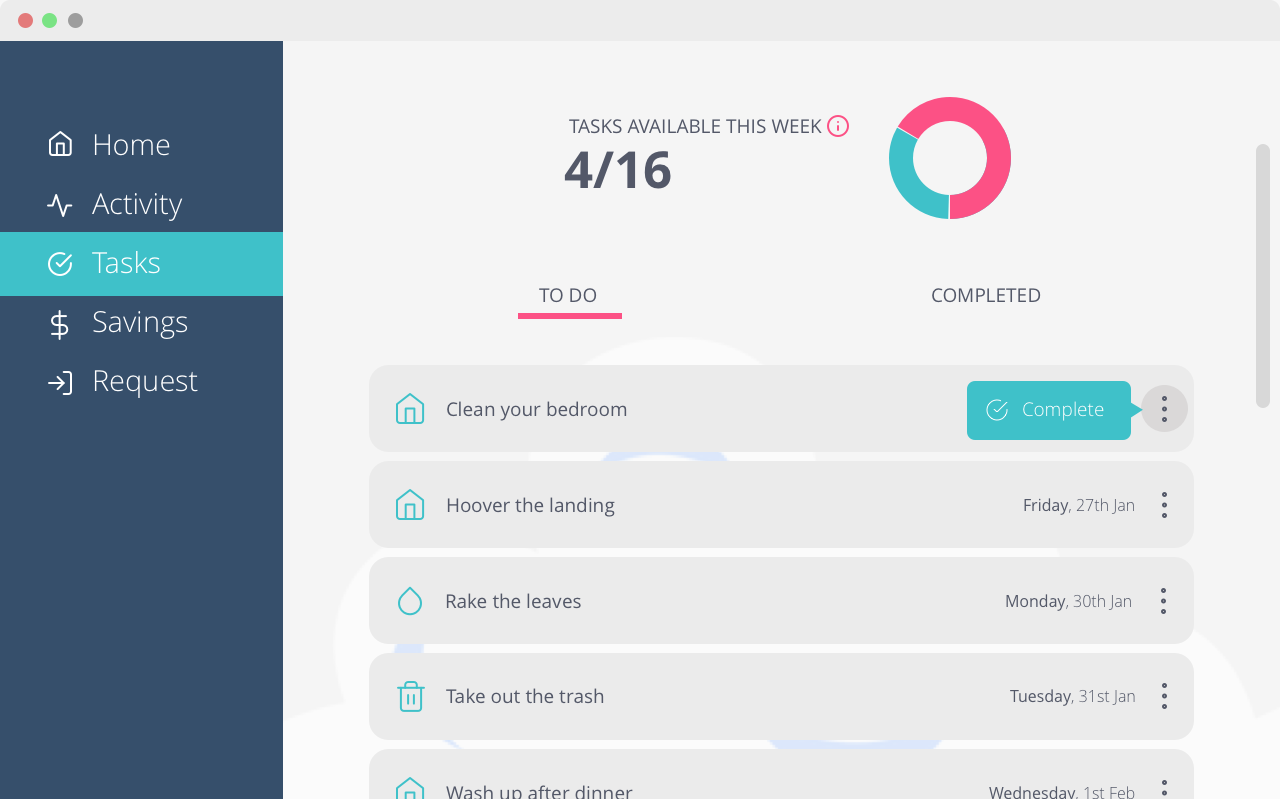 Home
Activity
Tasks
Savings
Request
TASKS AVAILABLE THIS WEEK
4/16
TO DO
COMPLETED
Clean your bedroom
Complete
Hoover the landing
Friday, 27th Jan
Rake the leaves
Monday, 30th Jan
Take out the trash
Tuesday, 31st Jan
Wash up after dinner
Wednesday, 1st Feb